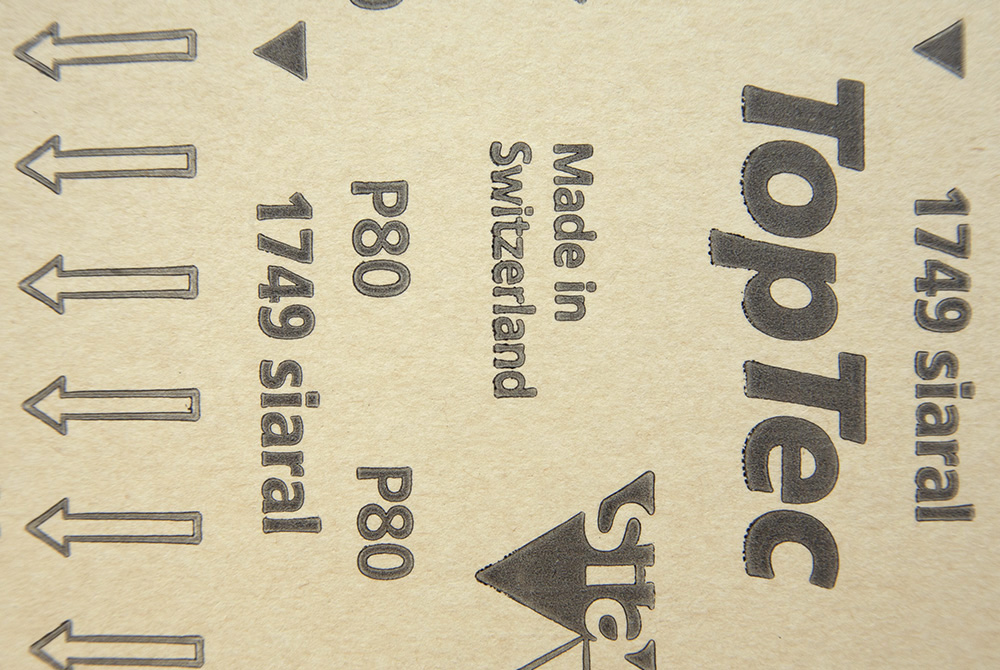 1749 siaral
TopTec
Made in
Switzerland
P80 P80
1749 siaral